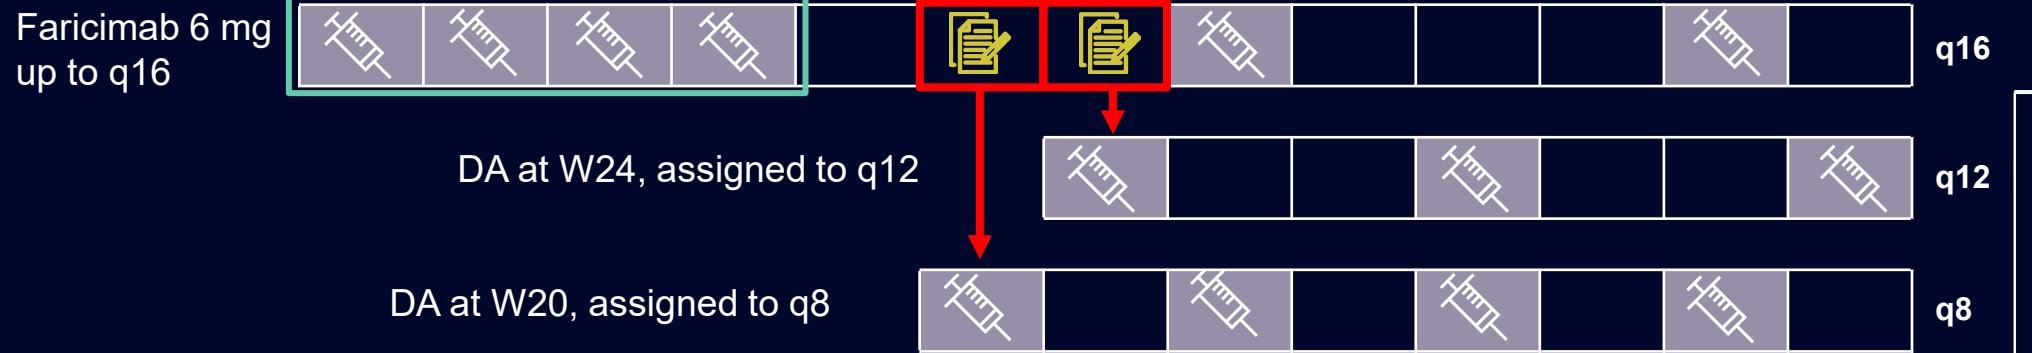 Faricimab 6 mg
up to q16
q16
DA at W24, assigned to q12
q12
DA at W20, assigned to q8
q8